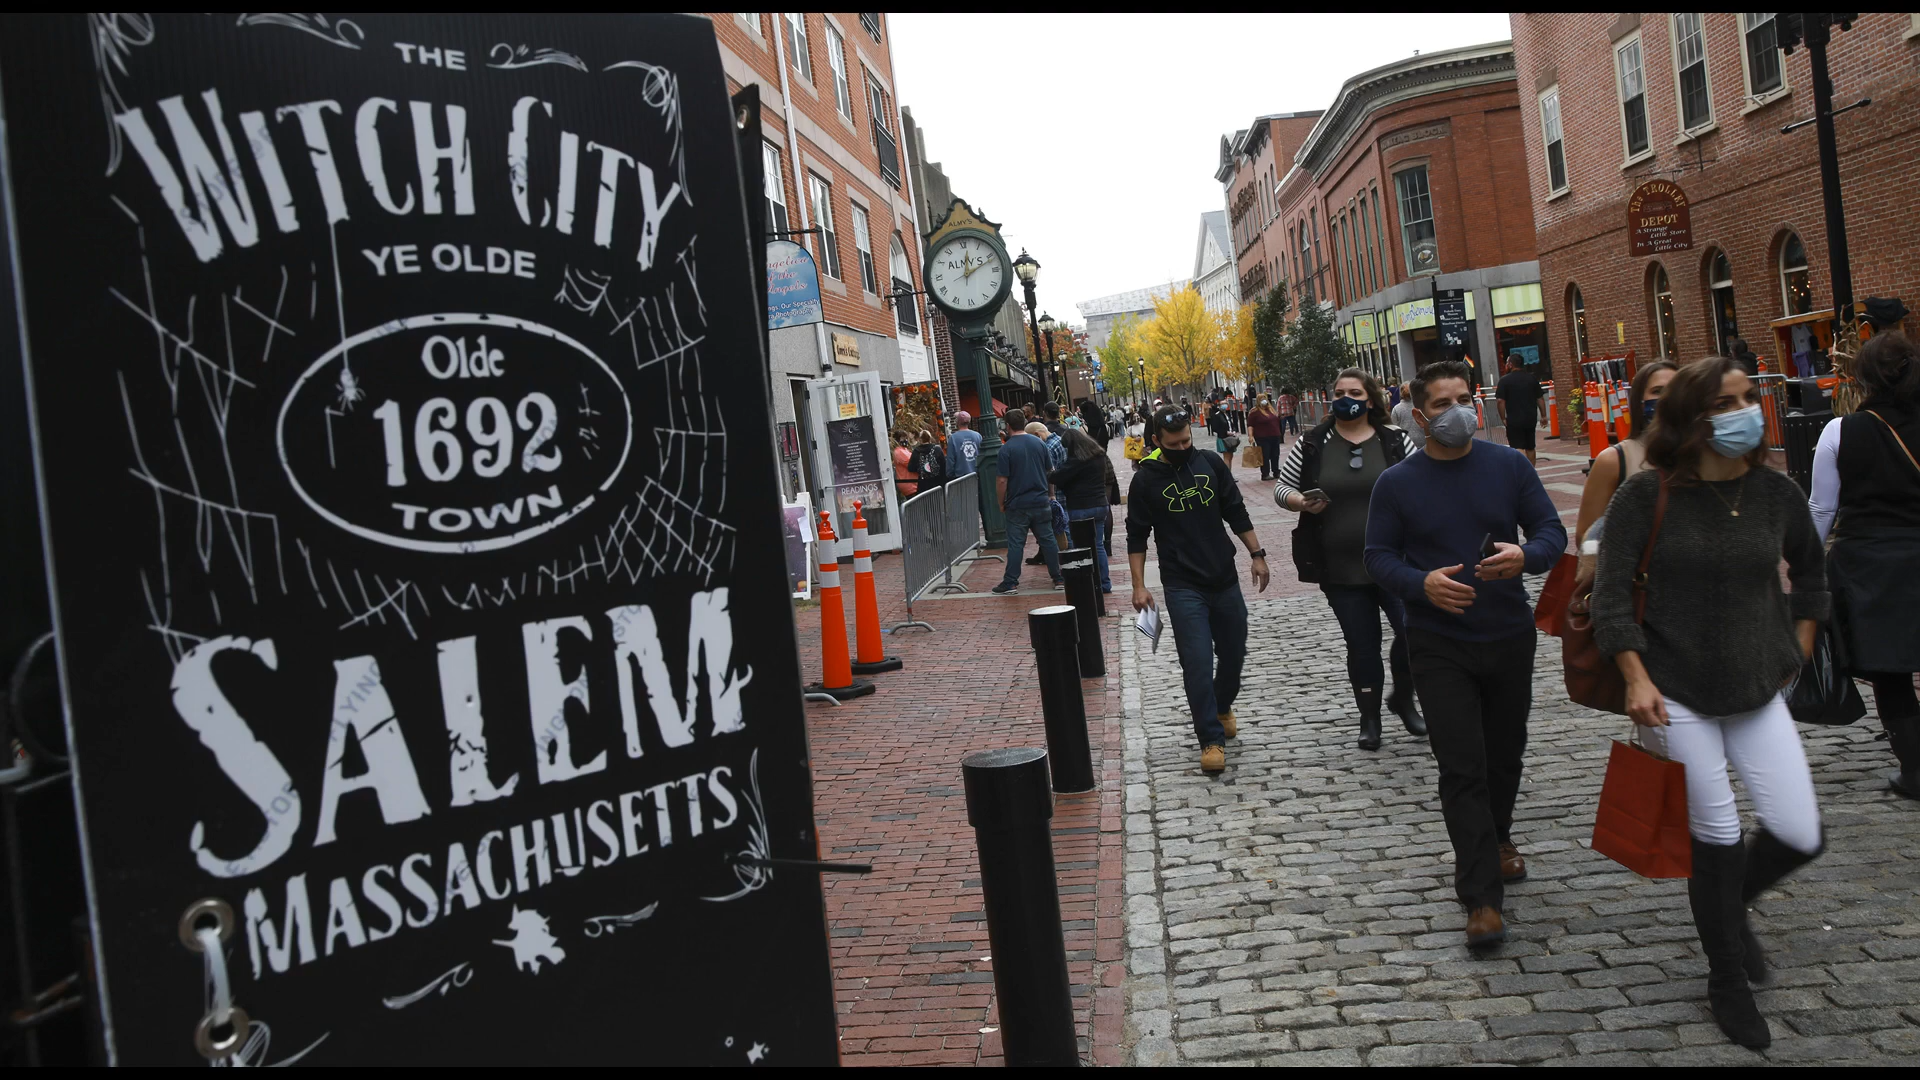 THE
WITCH CITY
YE OLDE
Olde
1692
TOWN
SALEM
MASSACHUSETTS
ALMY'S
ALMY'S
READINGS
The TROLLEY
DEPOT
A Strange
Little Store
In A Great
Little City